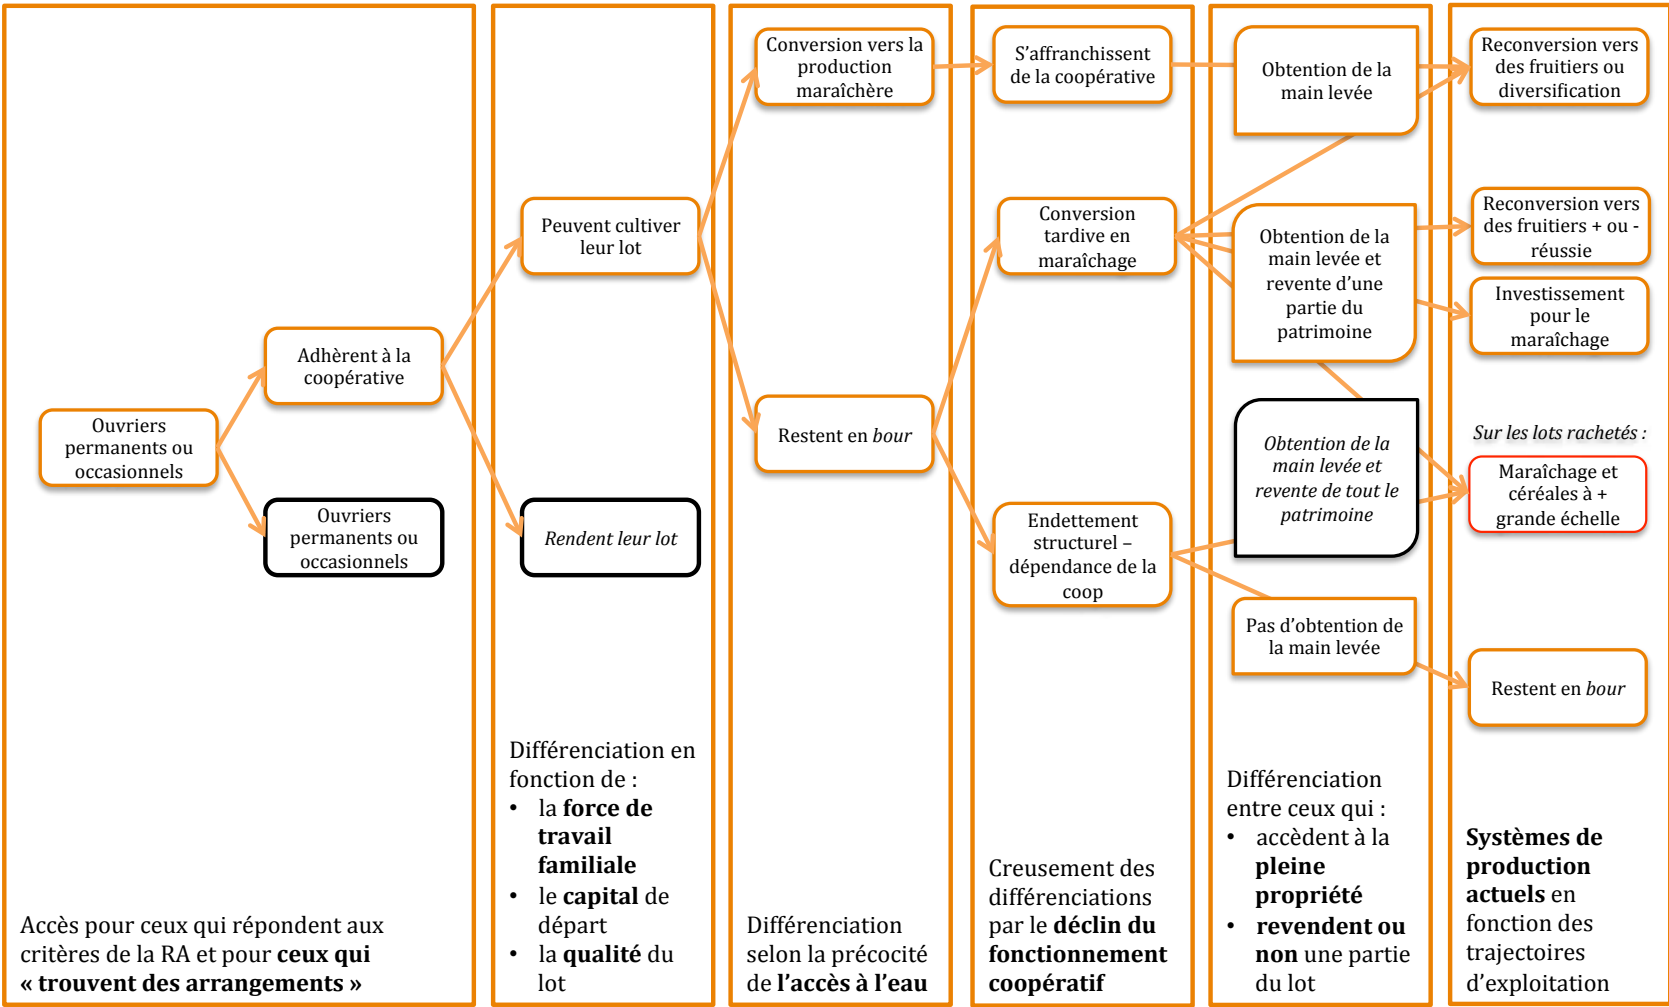 Ouvriers
permanents ou
occasionnels
Adhèrent à la
coopérative
Ouvriers
permanents ou
occasionnels
Accès pour ceux qui répondent aux
critères de la RA et pour ceux qui
« trouvent des arrangements »
Peuvent cultiver
leur lot
Rendent leur lot
Différenciation en
fonction de :
• la force de
travail
familiale
• le capital de
départ
• la qualité du
lot
Conversion vers la
production
maraîchère
Restent en bour
Différenciation
selon la précocité
de l'accès à l'eau
S'affranchissent
de la coopérative
Conversion
tardive en
maraîchage
Endettement
structurel –
dépendance de la
coop
Creusement des
différenciations
par le déclin du
fonctionnement
coopératif
Obtention de la
main levée
Obtention de la
main levée et
revente d'une
partie du
patrimoine
Obtention de la
main levée et
revente de tout le
patrimoine
Pas d'obtention de
la main levée
Différenciation
entre ceux qui :
• accèdent à la
pleine
propriété
• revendent ou
non une partie
du lot
Reconversion vers
des fruitiers ou
diversification
Reconversion vers
des fruitiers + ou -
réussie
Investissement
pour le
maraîchage
Sur les lots rachetés :
Maraîchage et
céréales à +
grande échelle
Restent en bour
Systèmes de
production
actuels en
fonction des
trajectoires
d'exploitation